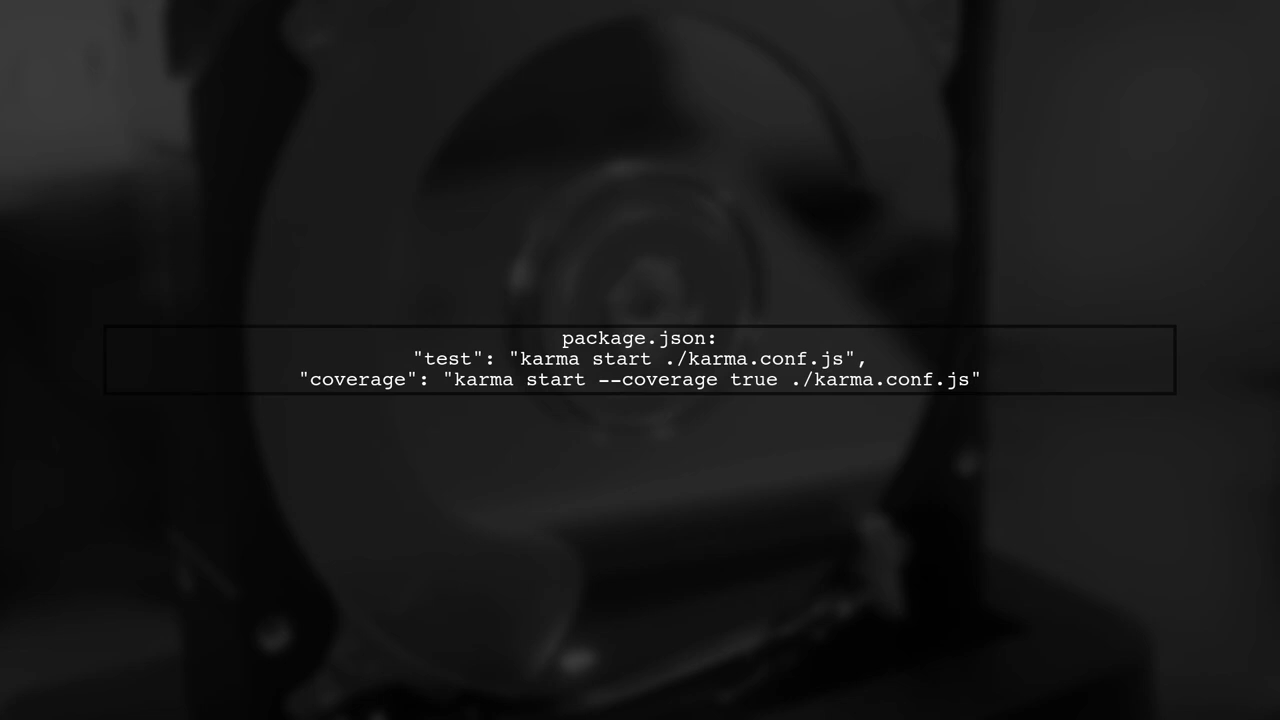 package.json:
"test": "karma start ./karma.conf.js",
"coverage": "karma start --coverage true ./karma.conf.js"